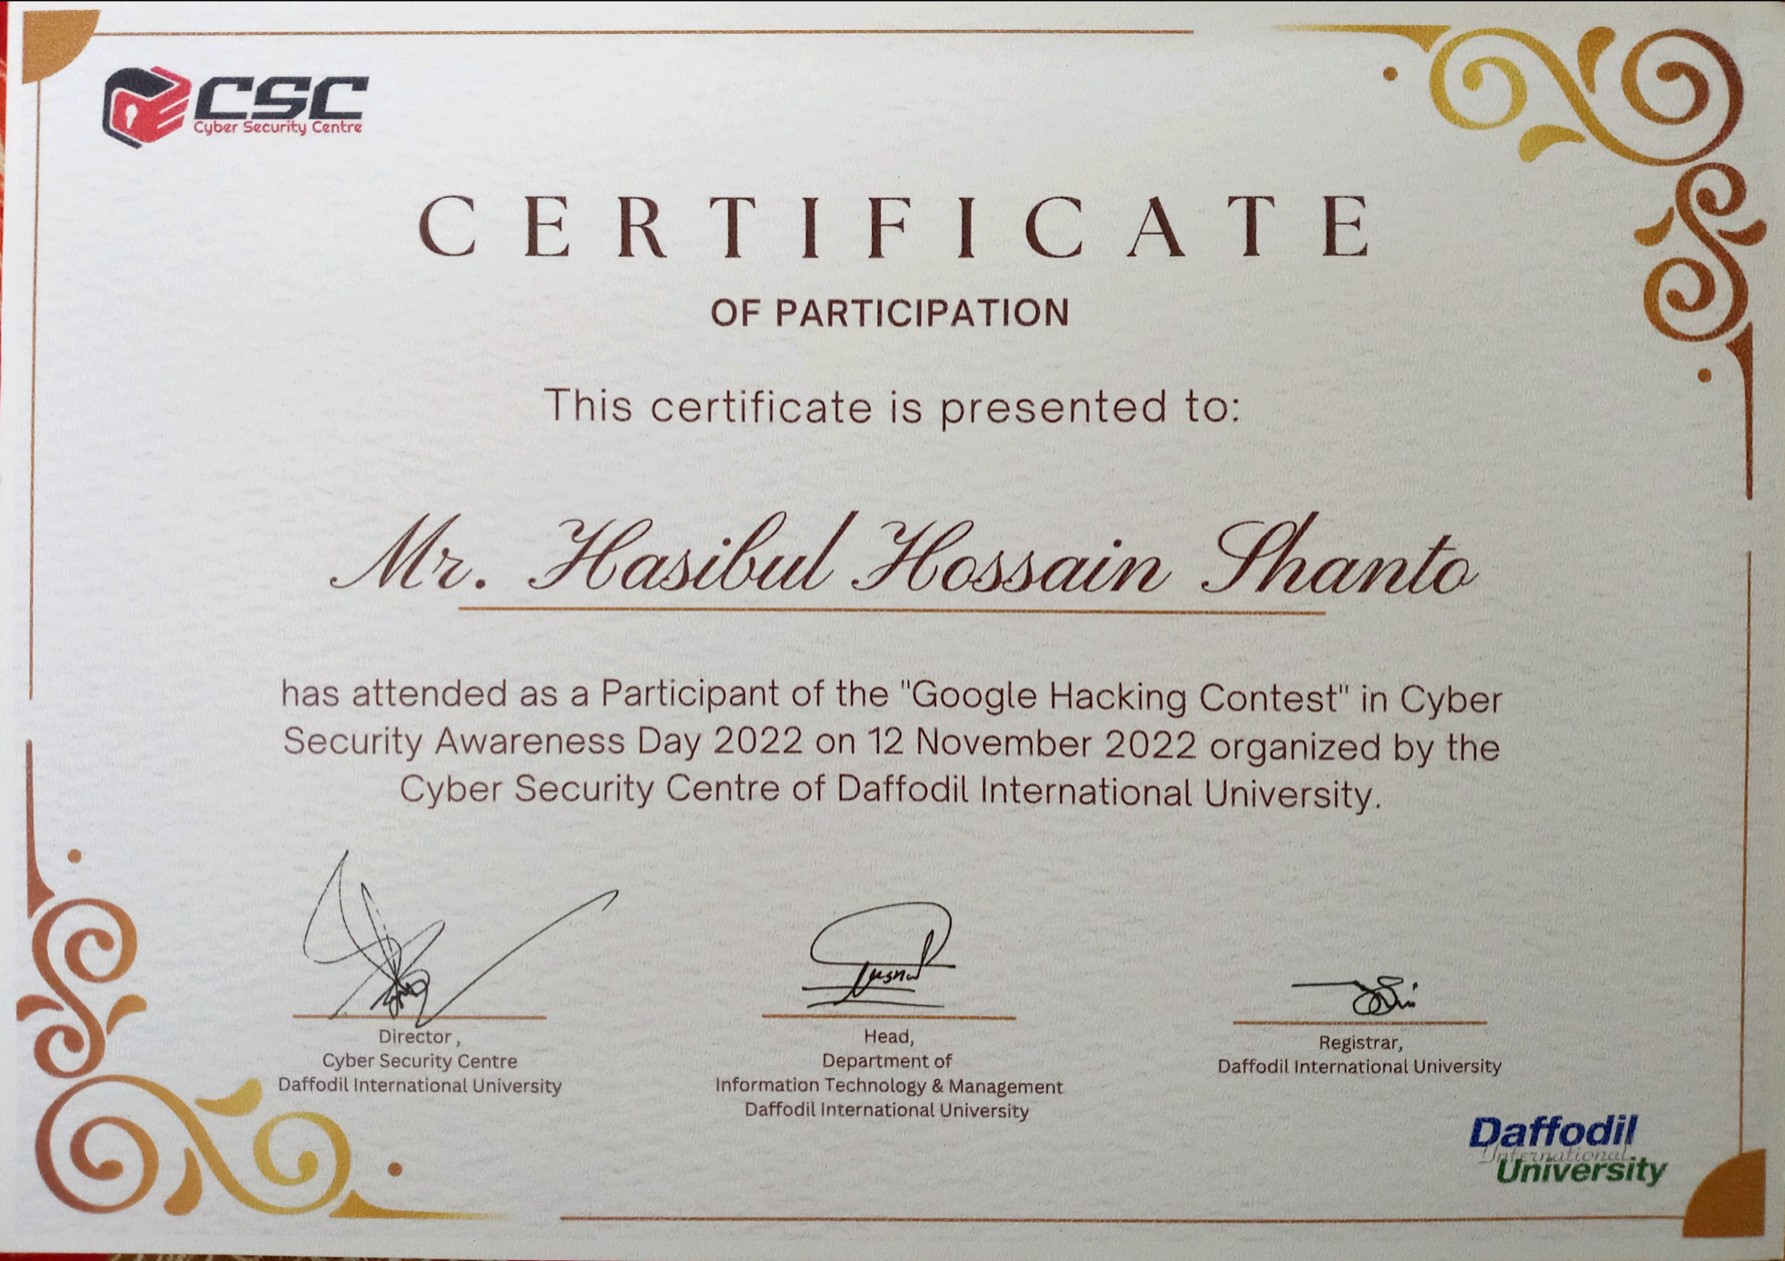 CSC
Cyber Security Centre
CERTIFICATE
OF PARTICIPATION
This certificate is presented to:
Mr. Hasibul Hossain Shanto
has attended as a Participant of the "Google Hacking Contest" in Cyber
Security Awareness Day 2022 on 12 November 2022 organized by the
Cyber Security Centre of Daffodil International University.
Director,
Cyber Security Centre
Daffodil International University
Head,
Department of
Information Technology & Management
Daffodil International University
Registrar,
Daffodil International University
Daffodil
International
University